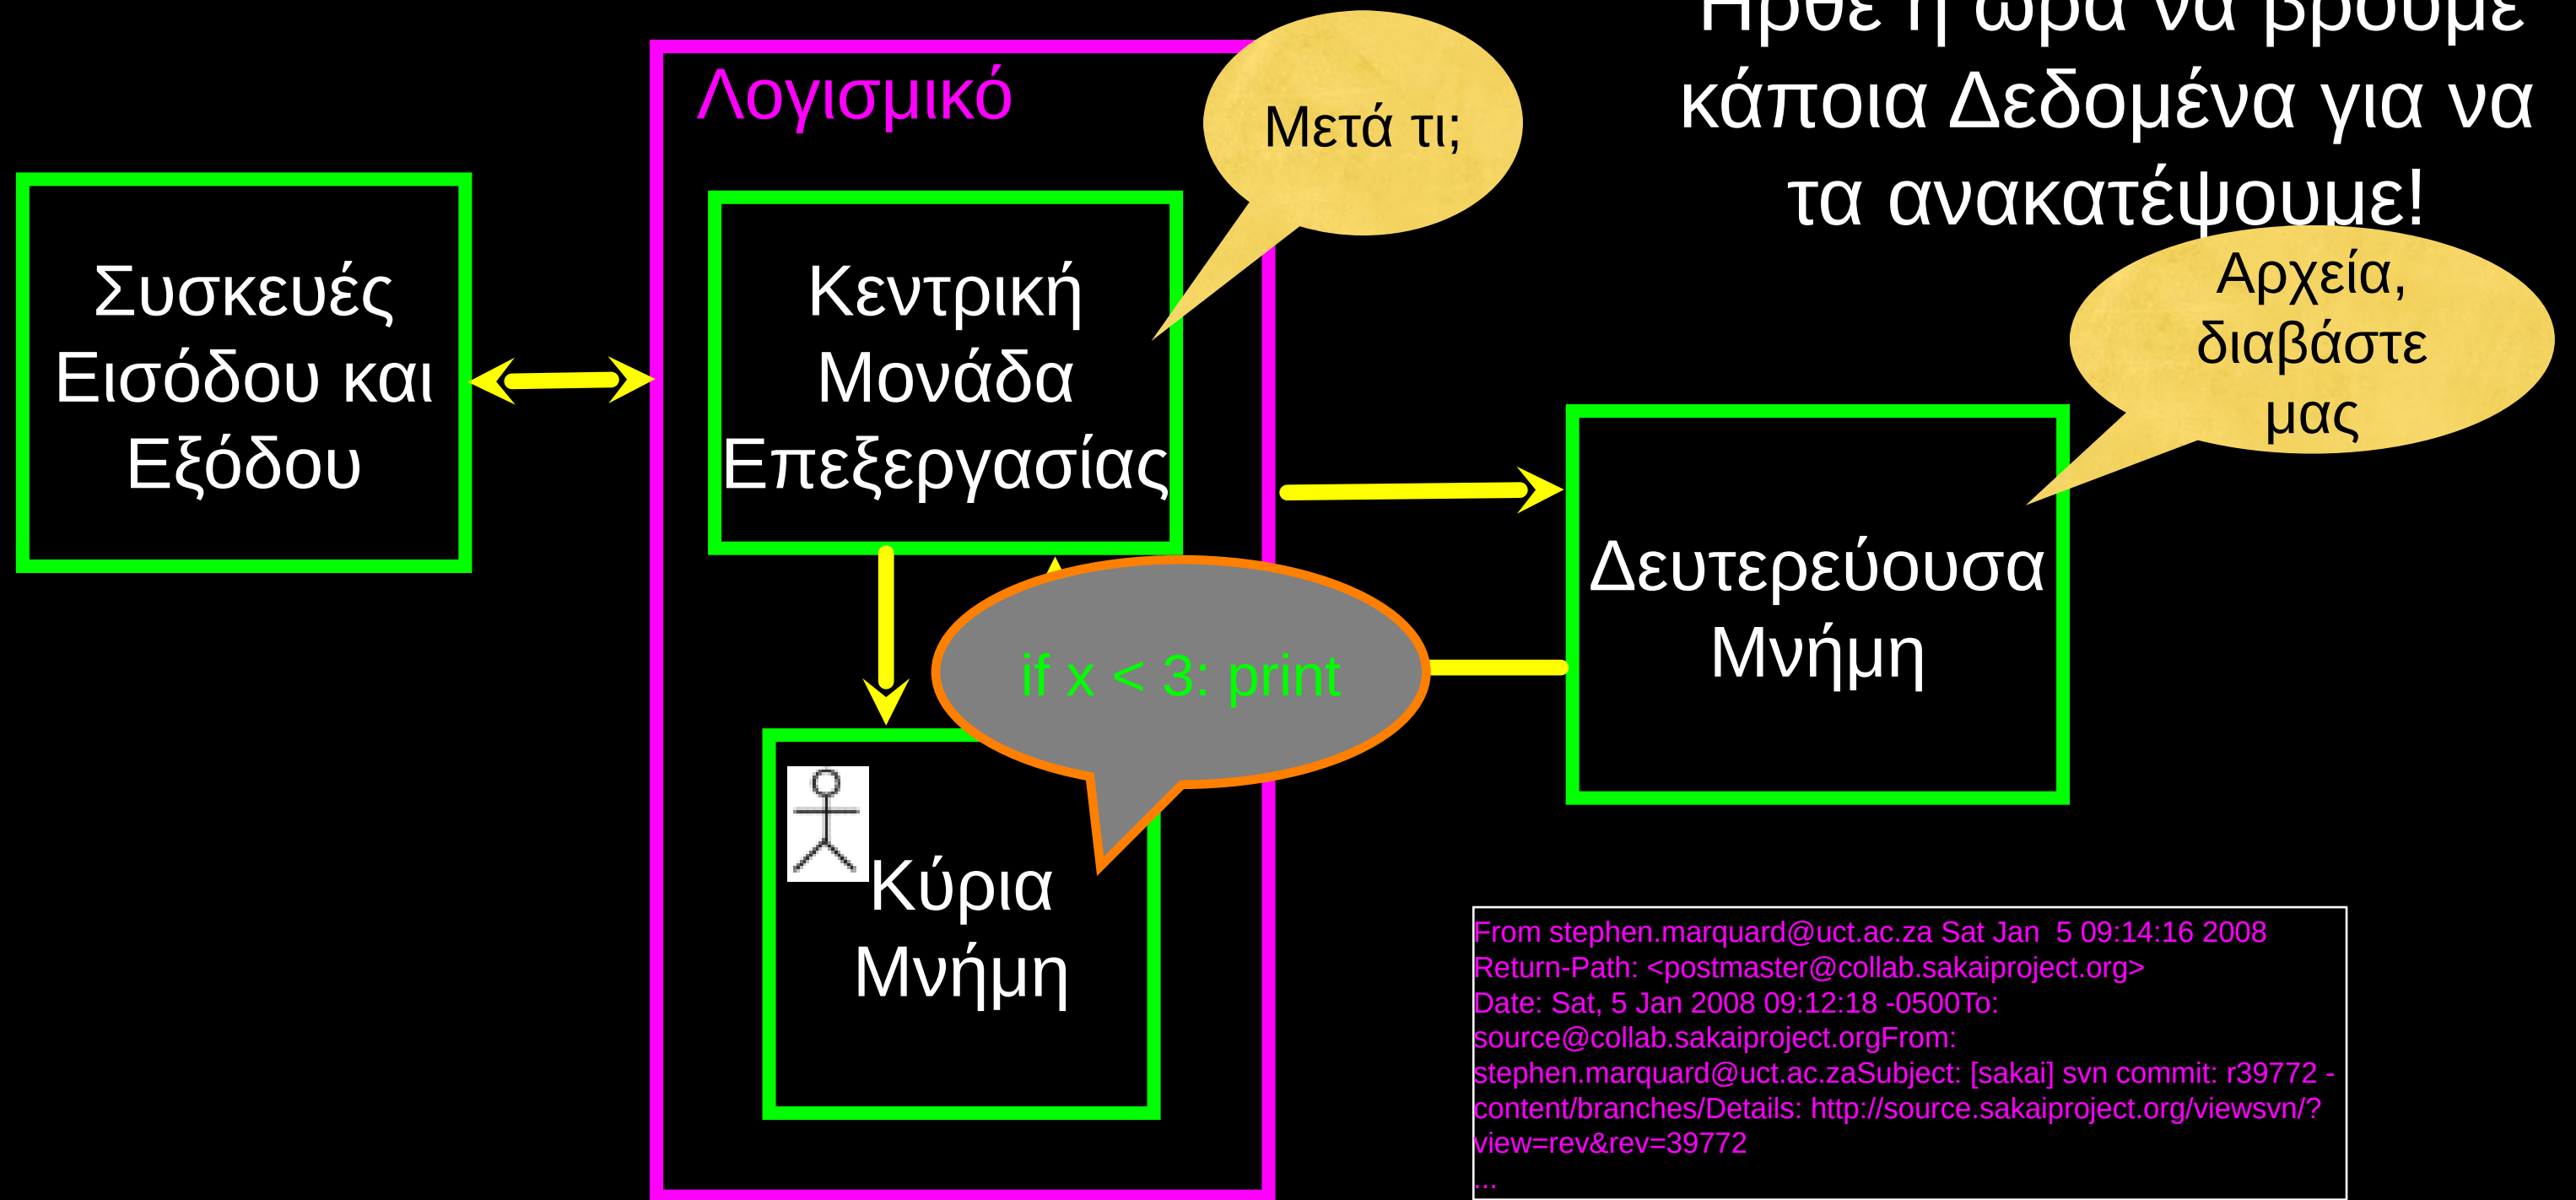 Ήρθε η ώρα να βρούμε
κάποια Δεδομένα για να
τα ανακατέψουμε!
Λογισμικό
Μετά τι;
Συσκευές
Εισόδου και
Εξόδου
Κεντρική
Μονάδα
Επεξεργασίας
Αρχεία,
διαβάστε
μας
Δευτερεύουσα
Μνήμη
if x < 3: print
Κύρια
Μνήμη
From stephen.marquard@uct.ac.za Sat Jan  5 09:14:16 2008
Return-Path: <postmaster@collab.sakaiproject.org>
Date: Sat, 5 Jan 2008 09:12:18 -0500To:
source@collab.sakaiproject.orgFrom:
stephen.marquard@uct.ac.zaSubject: [sakai] svn commit: r39772 -
content/branches/Details: http://source.sakaiproject.org/viewsvn/?
view=rev&rev=39772
...